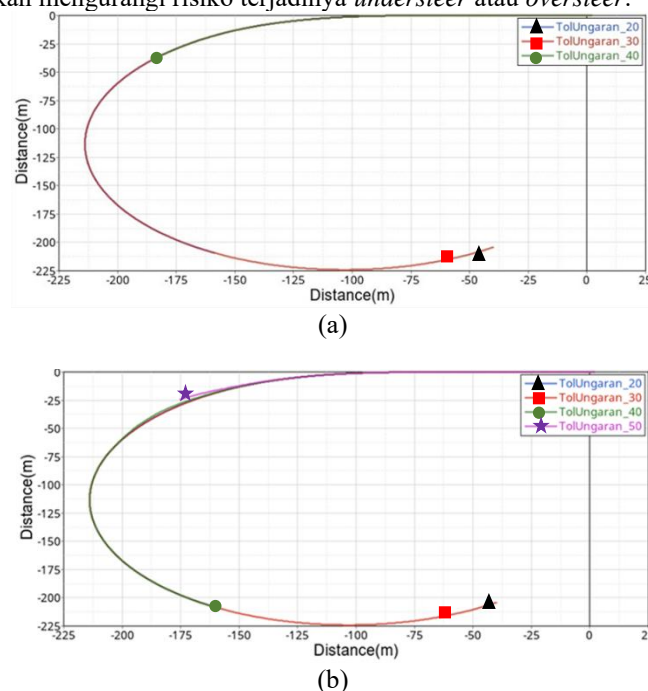 kan mengurangi risiko terjadinya understeer atau oversteer.
0
-25
-50
-75
-100
-125
-150
-175
-200
-225
Distance(m)
TolUngaran_20
TolUngaran_30
TolUngaran_40
-225 -200 -175 -150 -125 -100 -75 -50 -25 0 25
Distance(m)
(a)
0
-25
-50
-75
-100
-125
-150
-175
-200
-225
Distance(m)
TolUngaran_20
TolUngaran_30
TolUngaran_40
TolUngaran_50
-225 -200 -175 -150 -125 -100 -75 -50 -25 0
Distance(m)
(b)